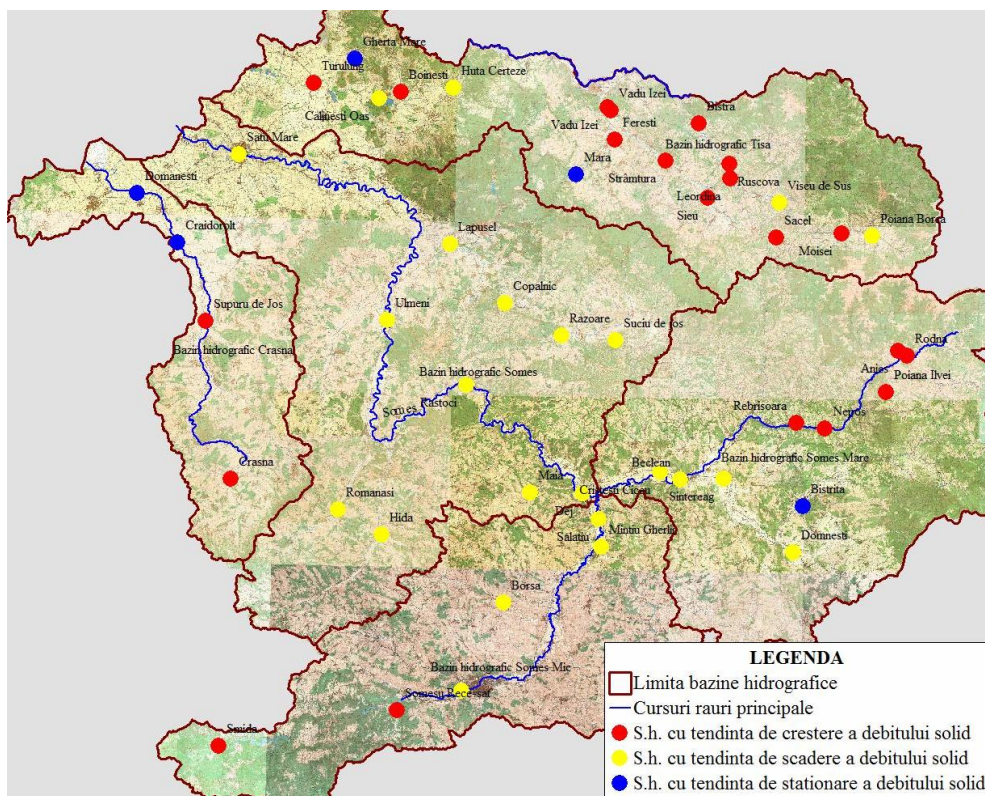 Gherta Mare
Turulung
Boinesti
Huta Certeze
Calinesti Oas
Vadu Izei
Bistra
Vadu Izei
Feresti
Satu Mare
Bazin hidrografic Tisa
Mara
Stramtura
Domanesti
Ruscova
Viseu de Sus
Leordina
Sieu
Craidorolt
Sacel
Poiana Borca
Lapusel
Moisei
Supuru de Jos
Ulmeni
Copalnic
Razoare
Suciu de jos
Bazin hidrografic Crasna
Rodna
Anies
Bazin hidrografic Somes
Poiana Ilvei
Somes
Rastoci
Rebrisoara
Nepos
Crasna
Beclean
Bazin hidrografic Somes Mare
Maia
Romanasi
Cristesti Ciceu
Sintereag
Bistrita
Dej
Hida
Mintiu Gherlii
Salatiu
Domnesti
Borsa
Bazin hidrografic Somes Mic
Smida
LEGENDA
Limita bazine hidrografice
Cursuri rauri principale
S.h. cu tendinta de crestere a debitului solid
S.h. cu tendinta de scadere a debitului solid
S.h. cu tendinta de stationare a debitului solid